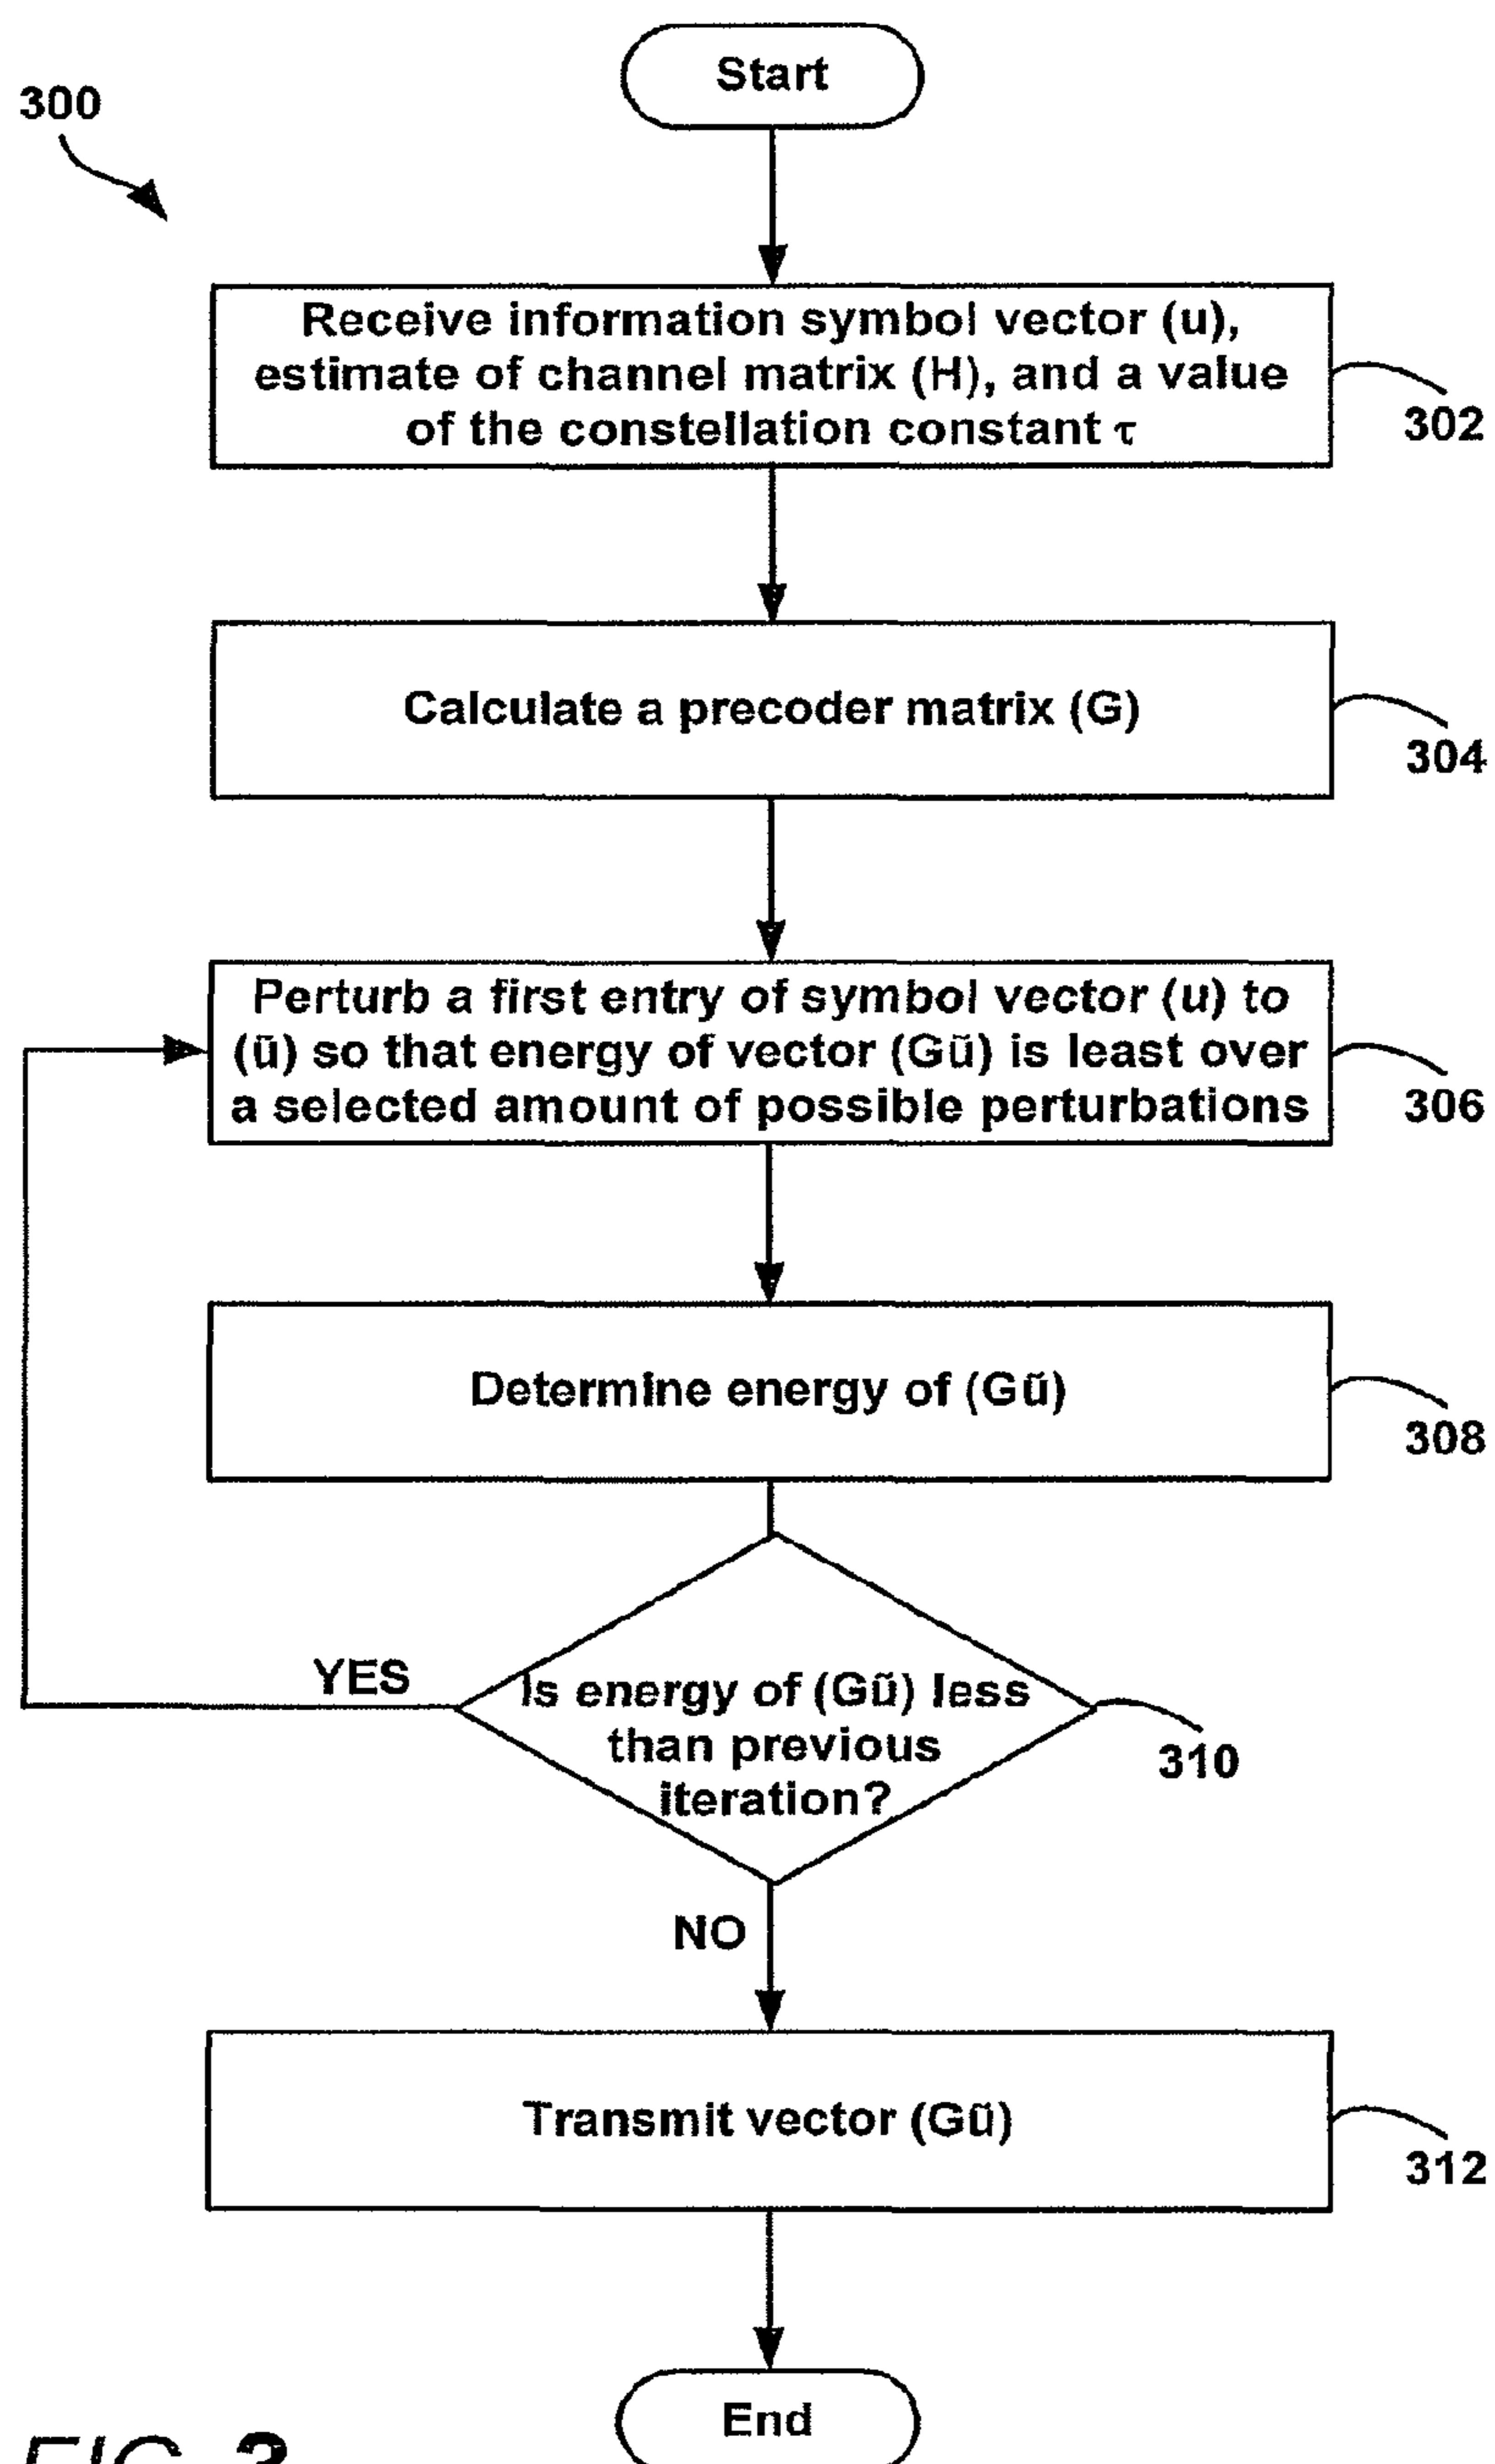 Start
300
Receive information symbol vector (u),
estimate of channel matrix (H), and a value
of the constellation constant τ
302
Calculate a precoder matrix (G)
304
Perturb a first entry of symbol vector (u) to
(ũ) so that energy of vector (Gũ) is least over
a selected amount of possible perturbations
306
Determine energy of (Gũ)
308
YES
Is energy of (Gũ) less
than previous
iteration?
310
NO
Transmit vector (Gũ)
312
End
FIG. 3